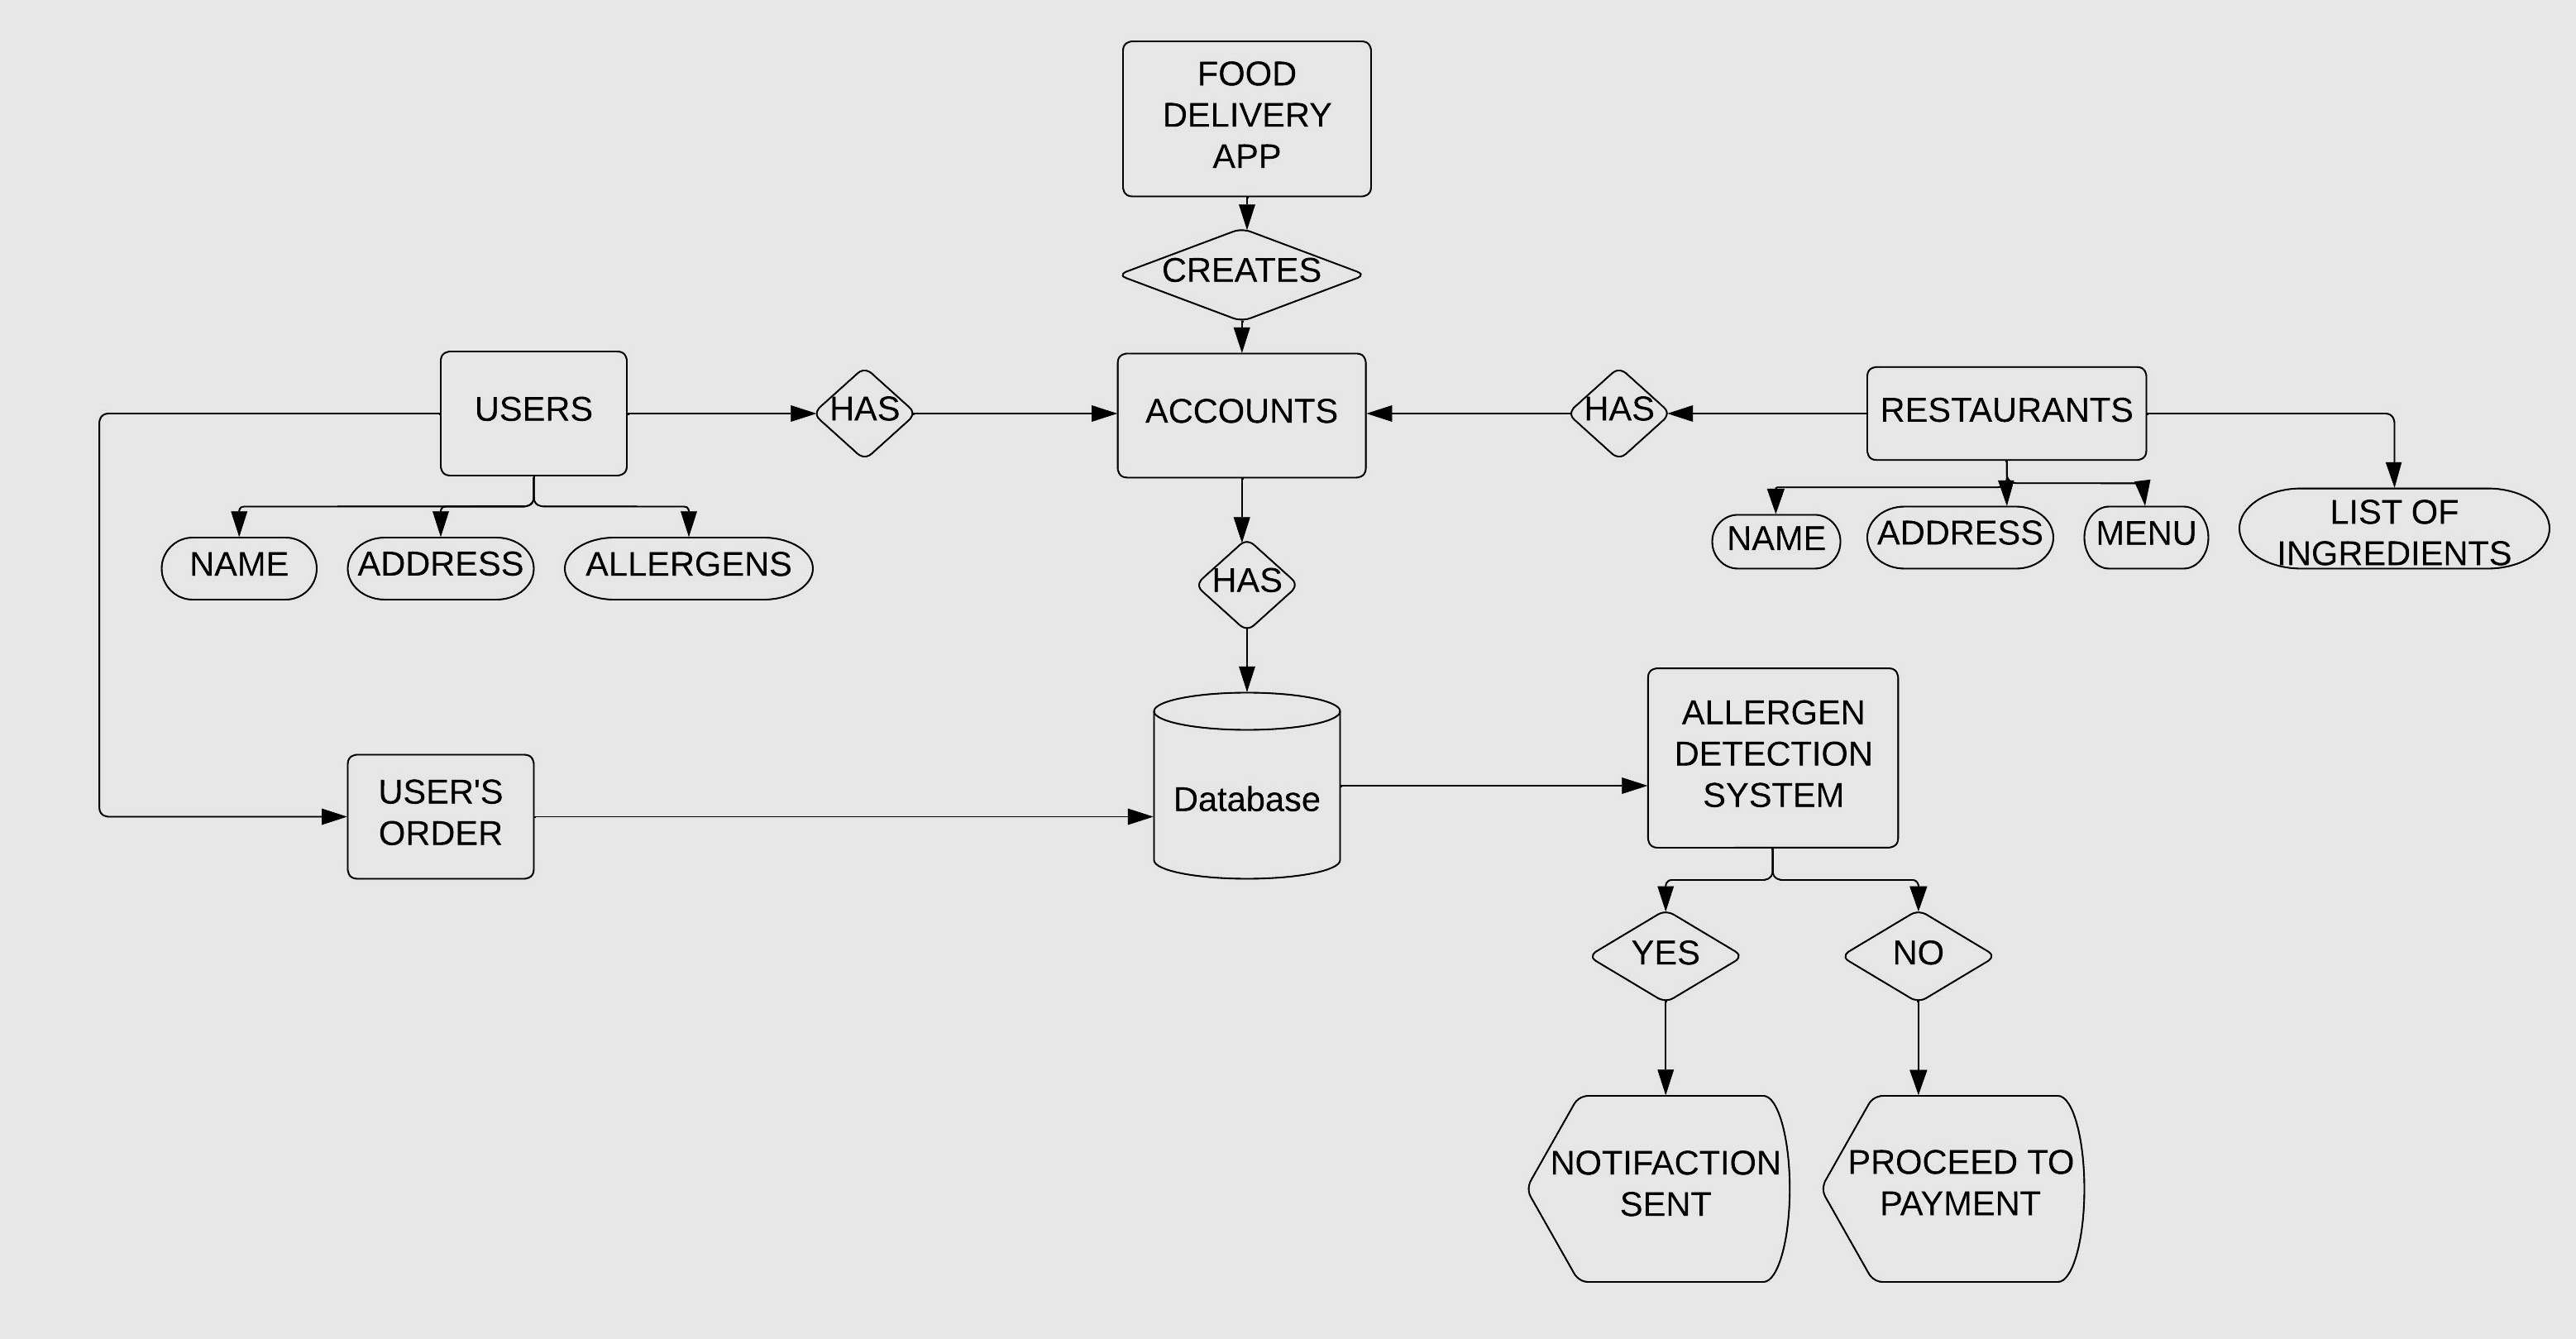 FOOD
DELIVERY
APP
CREATES
USERS
HAS
ACCOUNTS
HAS
RESTAURANTS
NAME
ADDRESS
ALLERGENS
HAS
NAME
ADDRESS
MENU
LIST OF
INGREDIENTS
USER'S
ORDER
Database
ALLERGEN
DETECTION
SYSTEM
YES
NO
NOTIFACTION
SENT
PROCEED TO
PAYMENT